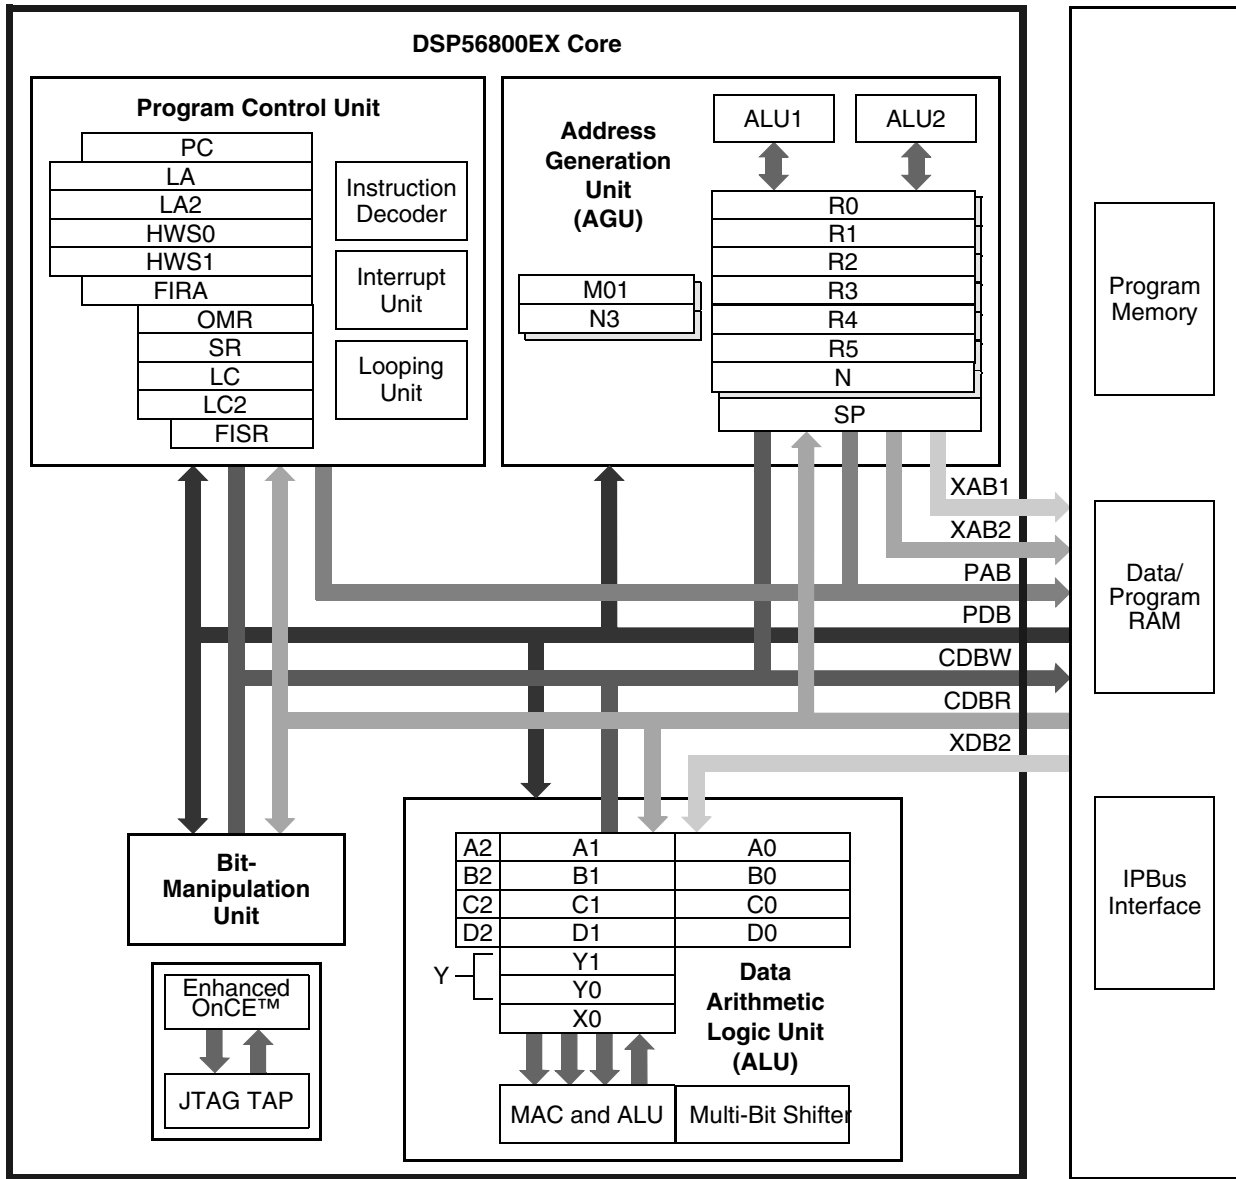 DSP56800EX Core
Program Control Unit
PC
LA
LA2
HWS0
HWS1
FIRA
OMR
SR
LC
LC2
FISR
Instruction
Decoder
Interrupt
Unit
Looping
Unit
Address
Generation
Unit
(AGU)
ALU1
ALU2
M01
N3
R0
R1
R2
R3
R4
R5
N
SP
XAB1
XAB2
PAB
PDB
CDBW
CDBR
XDB2
Program
Memory
Data/
Program
RAM
IPBus
Interface
Bit-
Manipulation
Unit
Enhanced
OnCE™
JTAG TAP
A2 A1 A0
B2 B1 B0
C2 C1 C0
D2 D1 D0
Y
Y1
Y0
X0
Data
Arithmetic
Logic Unit
(ALU)
MAC and ALU
Multi-Bit Shifter